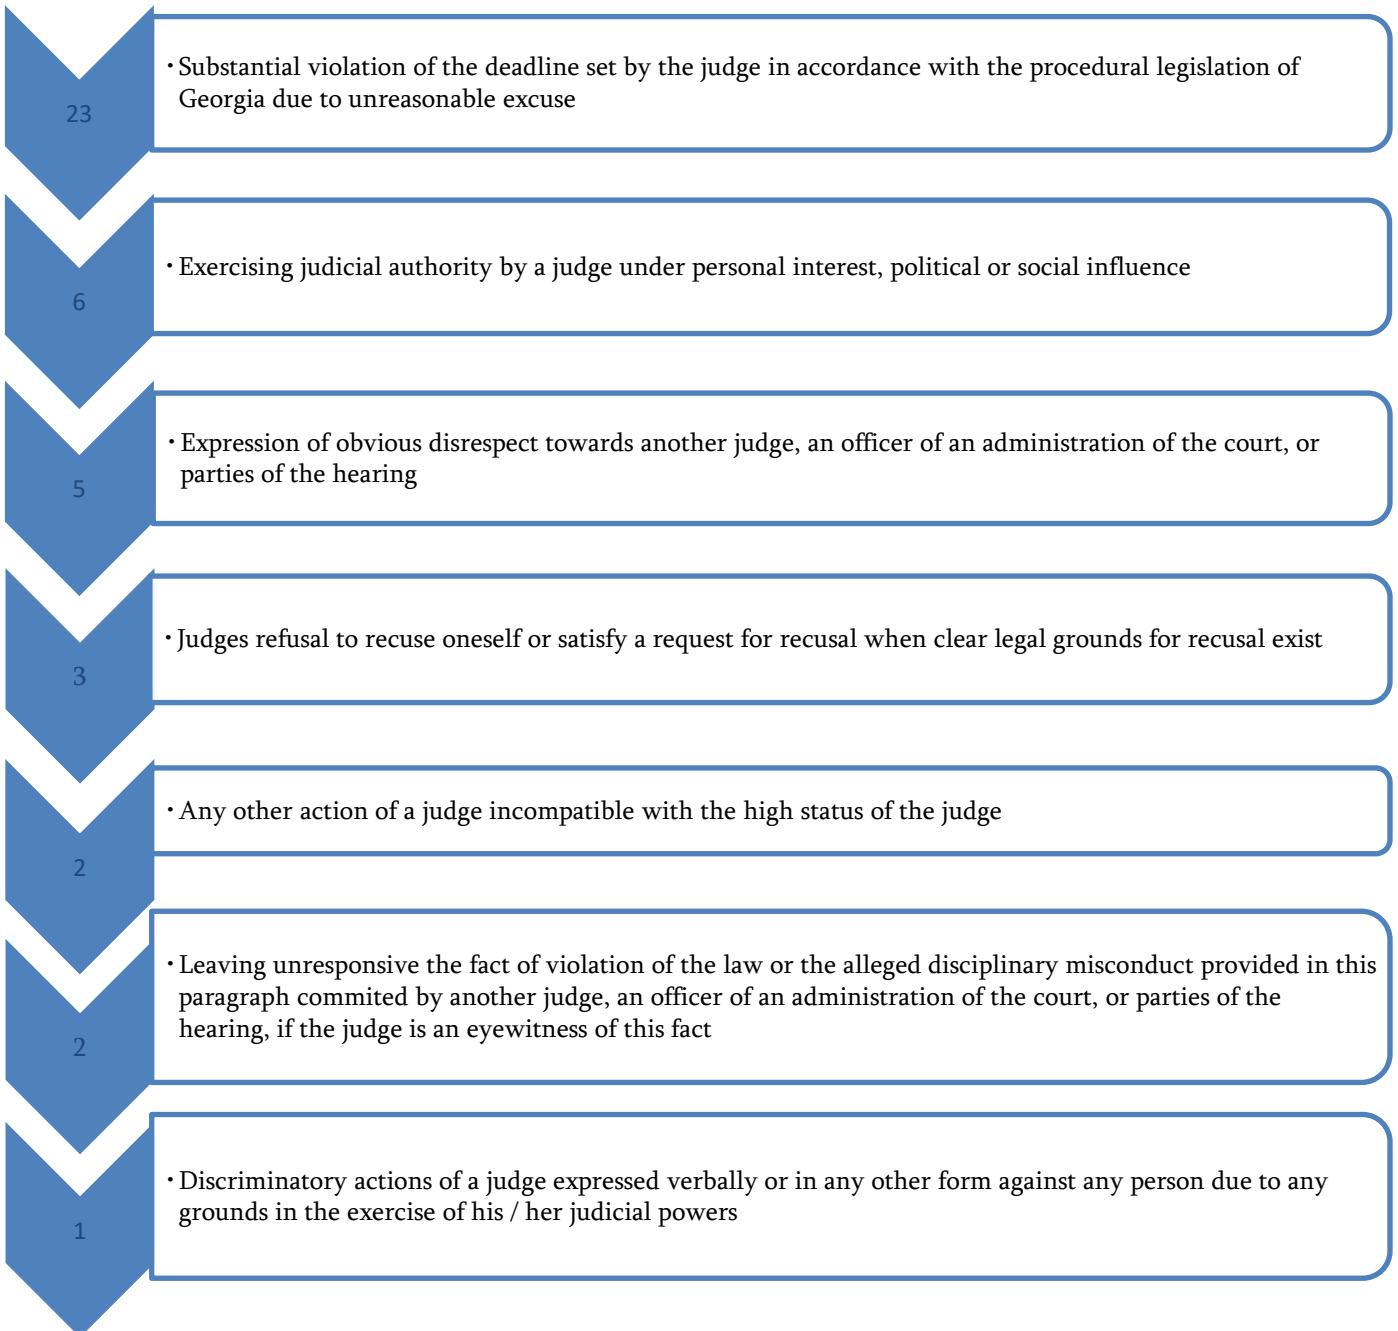 23
• Substantial violation of the deadline set by the judge in accordance with the procedural legislation of
Georgia due to unreasonable excuse
6
• Exercising judicial authority by a judge under personal interest, political or social influence
5
• Expression of obvious disrespect towards another judge, an officer of an administration of the court, or
parties of the hearing
3
• Judges refusal to recuse oneself or satisfy a request for recusal when clear legal grounds for recusal exist
2
• Any other action of a judge incompatible with the high status of the judge
2
• Leaving unresponsive the fact of violation of the law or the alleged disciplinary misconduct provided in this
paragraph commited by another judge, an officer of an administration of the court, or parties of the
hearing, if the judge is an eyewitness of this fact
1
• Discriminatory actions of a judge expressed verbally or in any other form against any person due to any
grounds in the exercise of his / her judicial powers